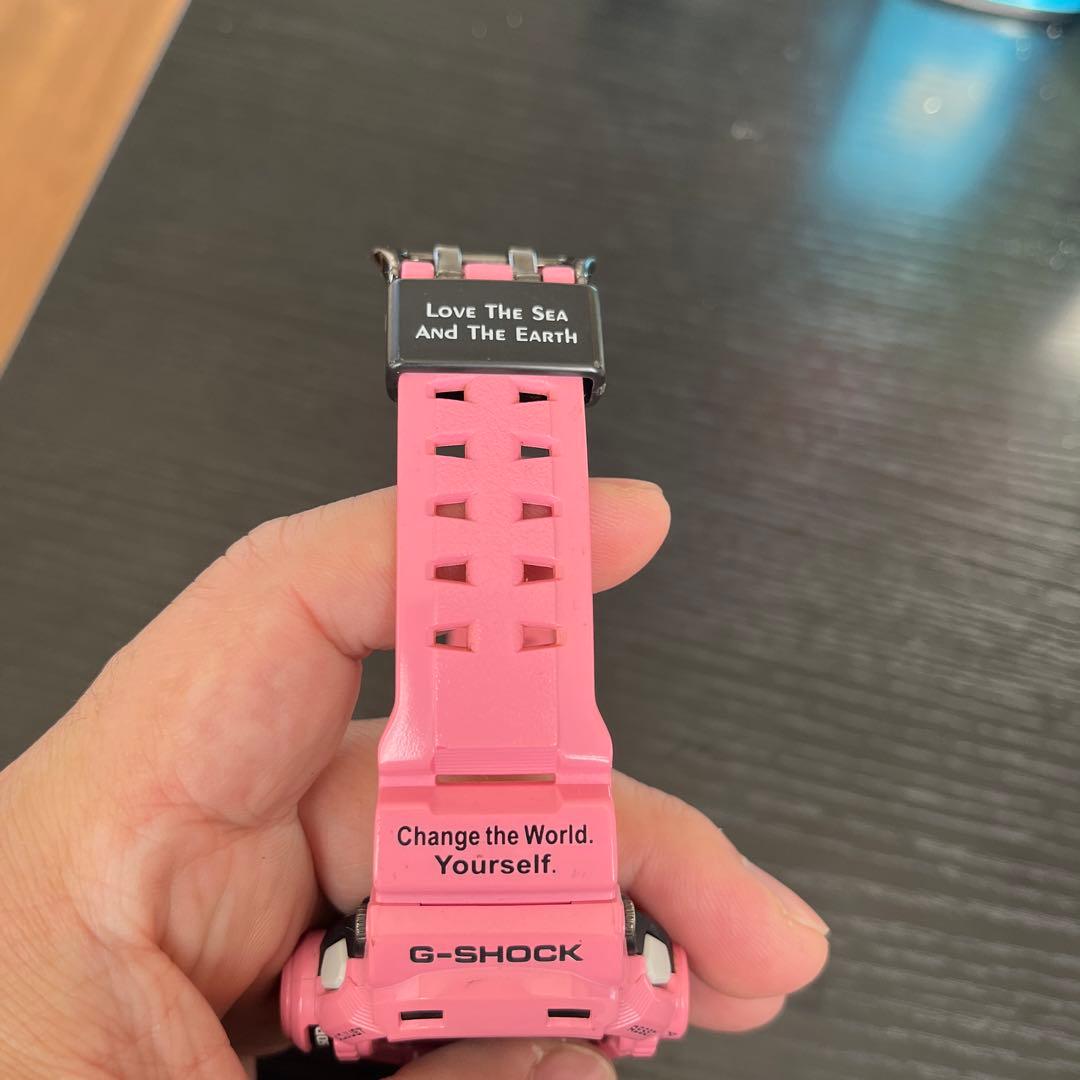 Love The Sea
And The Earth
Change the World.
Yourself.
G-SHOCK